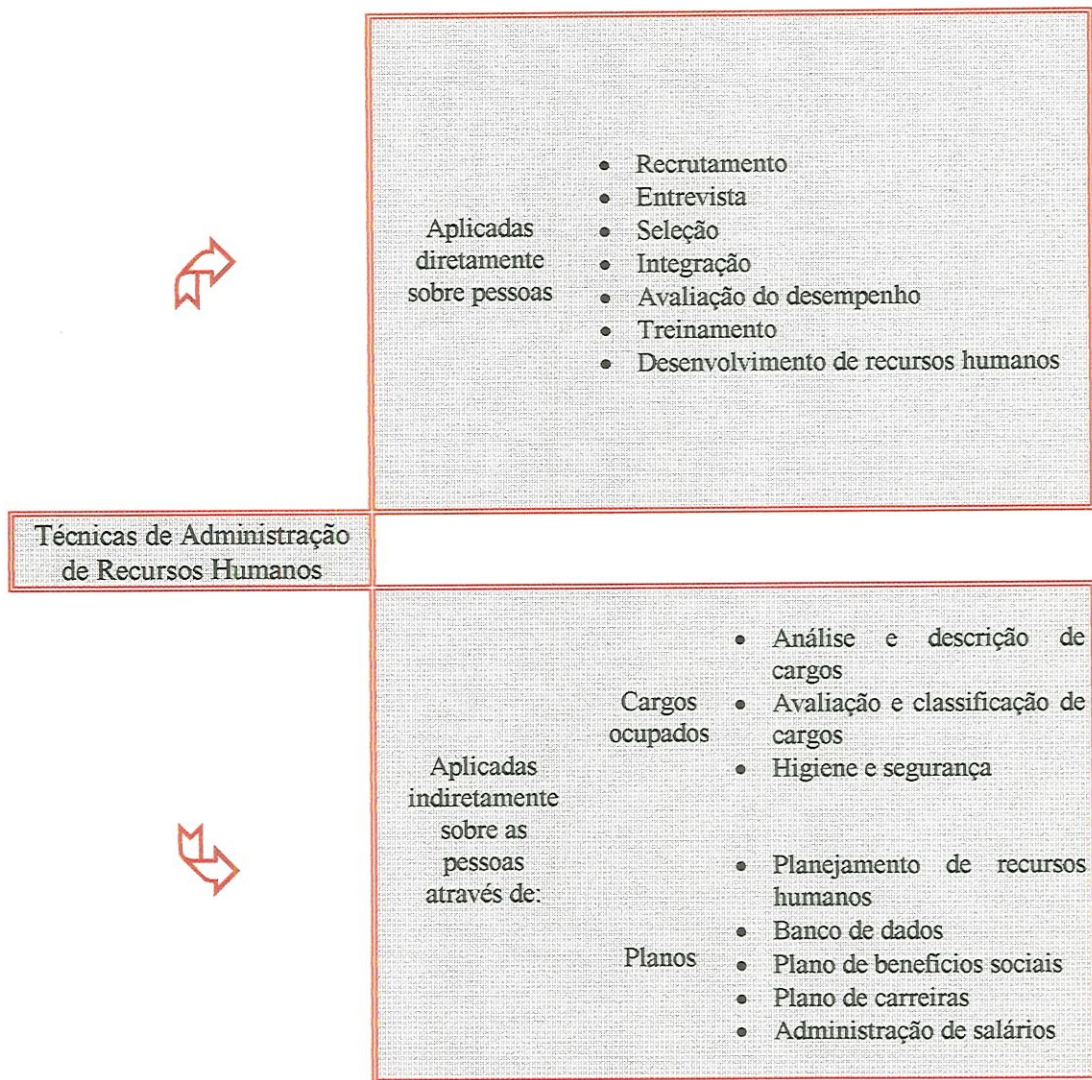 Aplicadas
diretamente
sobre pessoas
• Recrutamento
• Entrevista
• Seleção
• Integração
• Avaliação do desempenho
• Treinamento
• Desenvolvimento de recursos humanos
Técnicas de Administração
de Recursos Humanos
Aplicadas
indiretamente
sobre as
pessoas
através de:
Cargos
ocupados
• Análise e descrição de
cargos
• Avaliação e classificação de
cargos
• Higiene e segurança
Planos
• Planejamento de recursos
humanos
• Banco de dados
• Plano de benefícios sociais
• Plano de carreiras
• Administração de salários